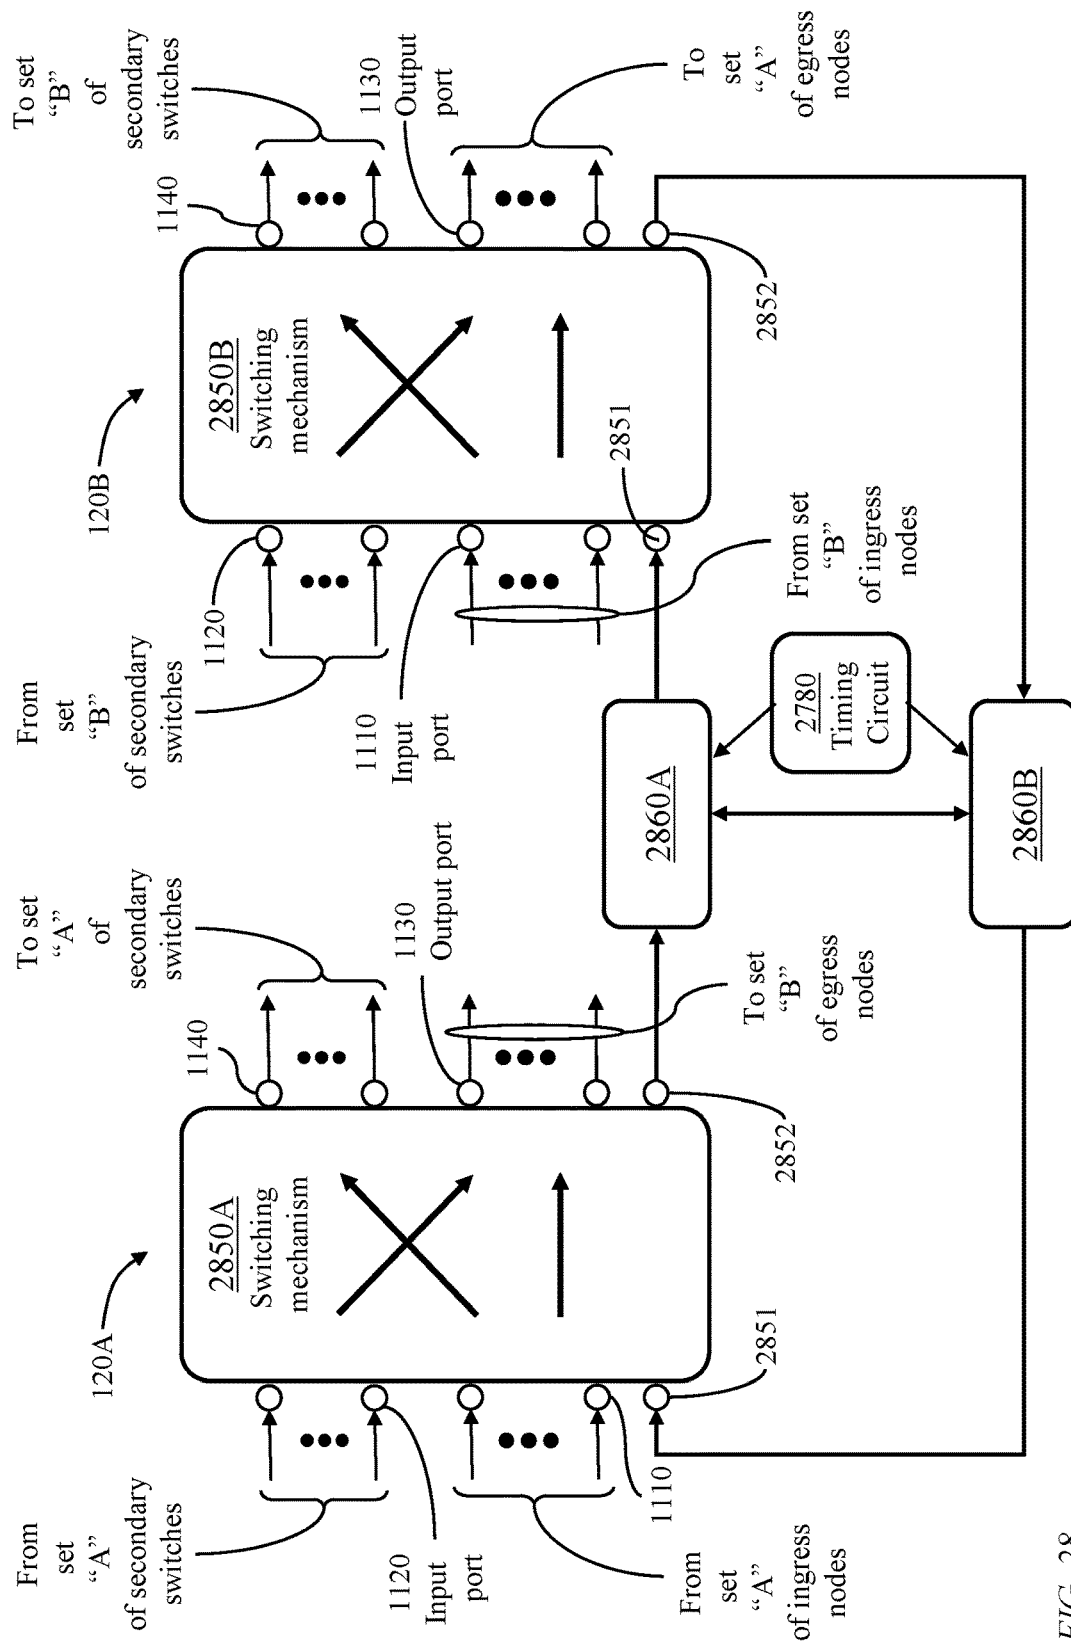 From
set
“A”
of secondary
switches
To set
“A”
of
secondary
switches
From
set
“B”
of secondary
switches
To set
“B”
of
secondary
switches
120A
1140
120B
1120
1140
2850A
Switching
mechanism
2850B
Switching
mechanism
1120
Input
port
1130
Output port
1110
Input
port
1130
Output
port
1110
2851
2852
2851
2852
From
set
“A”
of ingress
nodes
To set
“B”
of egress
nodes
From set
“B”
of ingress
nodes
To
set
“A”
of egress
nodes
2860A
2780
Timing
Circuit
2860B
FIG. 28